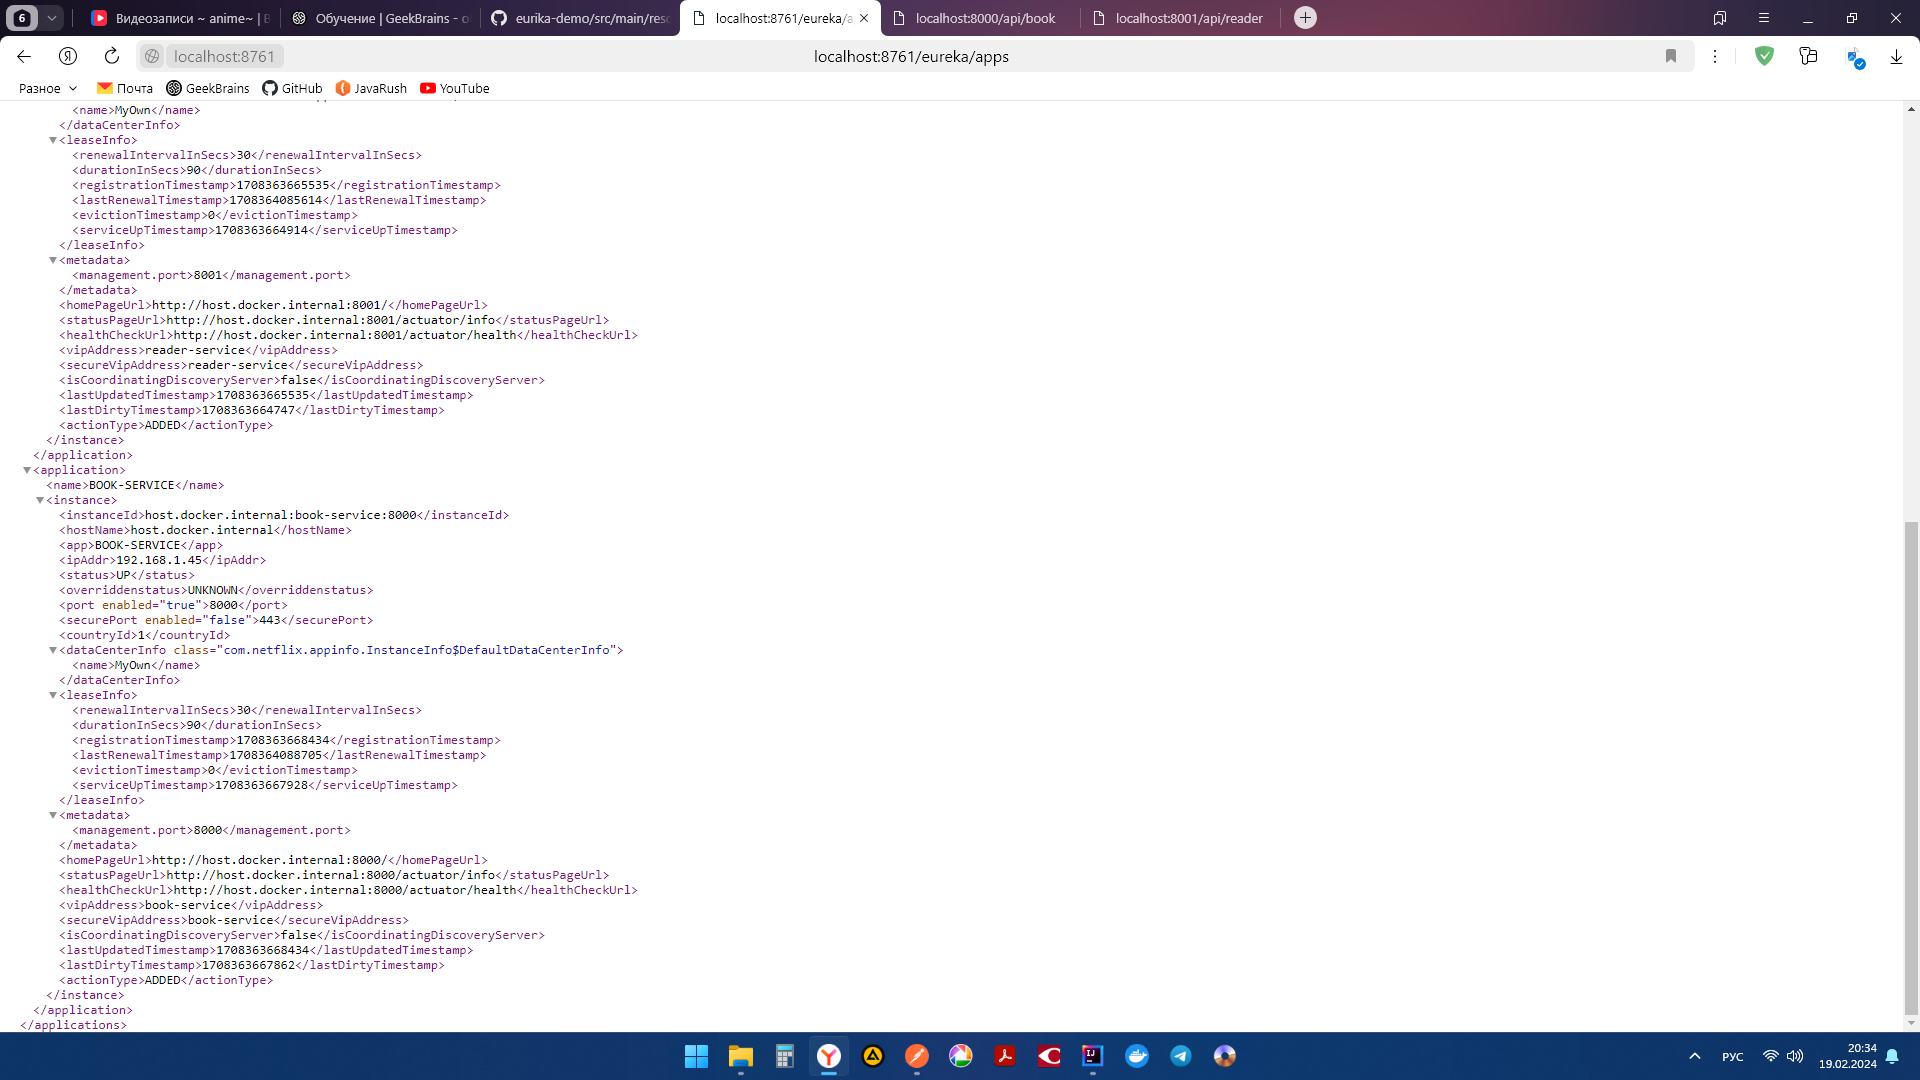 6
Видеозаписи ~ anime~ | В
Обучение | GeekBrains - о
eurika-demo/src/main/resc
localhost:8761/eureka/a
localhost:8000/api/book
localhost:8001/api/reader
localhost:8761
localhost:8761/eureka/apps
Разное
Почта
GeekBrains
GitHub
JavaRush
YouTube
<name>MyOwn</name>
</dataCenterInfo>
<leaseInfo>
<renewalIntervalInSecs>30</renewalIntervalInSecs>
<durationInSecs>90</durationInSecs>
<registrationTimestamp>1708363665535</registrationTimestamp>
<lastRenewalTimestamp>1708364085614</lastRenewalTimestamp>
<evictionTimestamp>0</evictionTimestamp>
<serviceUpTimestamp>1708363664914</serviceUpTimestamp>
</leaseInfo>
<metadata>
<management.port>8001</management.port>
</metadata>
<homePageUrl>http://host.docker.internal:8001/</homePageUrl>
<statusPageUrl>http://host.docker.internal:8001/actuator/info</statusPageUrl>
<healthCheckUrl>http://host.docker.internal:8001/actuator/health</healthCheckUrl>
<vipAddress>reader-service</vipAddress>
<secureVipAddress>reader-service</secureVipAddress>
<isCoordinatingDiscoveryServer>false</isCoordinatingDiscoveryServer>
<lastUpdatedTimestamp>1708363665535</lastUpdatedTimestamp>
<lastDirtyTimestamp>1708363664747</lastDirtyTimestamp>
<actionType>ADDED</actionType>
</instance>
</application>
<application>
<name>BOOK-SERVICE</name>
<instance>
<instanceId>host.docker.internal:book-service:8000</instanceId>
<hostName>host.docker.internal</hostName>
<app>BOOK-SERVICE</app>
<ipAddr>192.168.1.45</ipAddr>
<status>UP</status>
<overriddenstatus>UNKNOWN</overriddenstatus>
<port enabled="true">8000</port>
<securePort enabled="false">443</securePort>
<countryId>1</countryId>
<dataCenterInfo class="com.netflix.appinfo.InstanceInfo$DefaultDataCenterInfo">
<name>MyOwn</name>
</dataCenterInfo>
<leaseInfo>
<renewalIntervalInSecs>30</renewalIntervalInSecs>
<durationInSecs>90</durationInSecs>
<registrationTimestamp>1708363668434</registrationTimestamp>
<lastRenewalTimestamp>1708364088705</lastRenewalTimestamp>
<evictionTimestamp>0</evictionTimestamp>
<serviceUpTimestamp>1708363667928</serviceUpTimestamp>
</leaseInfo>
<metadata>
<management.port>8000</management.port>
</metadata>
<homePageUrl>http://host.docker.internal:8000/</homePageUrl>
<statusPageUrl>http://host.docker.internal:8000/actuator/info</statusPageUrl>
<healthCheckUrl>http://host.docker.internal:8000/actuator/health</healthCheckUrl>
<vipAddress>book-service</vipAddress>
<secureVipAddress>book-service</secureVipAddress>
<isCoordinatingDiscoveryServer>false</isCoordinatingDiscoveryServer>
<lastUpdatedTimestamp>1708363668434</lastUpdatedTimestamp>
<lastDirtyTimestamp>1708363667862</lastDirtyTimestamp>
<actionType>ADDED</actionType>
</instance>
</application>
</applications>
РУС
20:34
19.02.2024